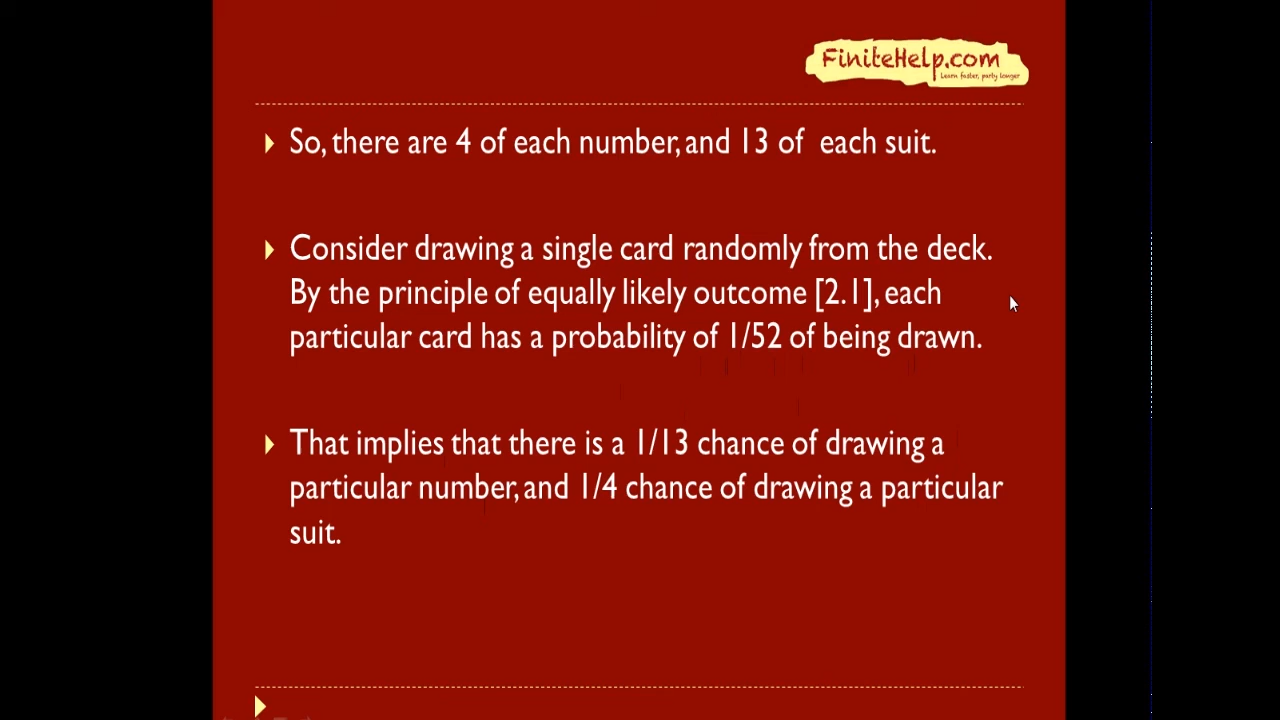 FiniteHelp.com
Learn faster, party longer
So, there are 4 of each number, and 13 of each suit.
Consider drawing a single card randomly from the deck.
By the principle of equally likely outcome [2.1], each
particular card has a probability of 1/52 of being drawn.
That implies that there is a 1/13 chance of drawing a
particular number, and 1/4 chance of drawing a particular
suit.